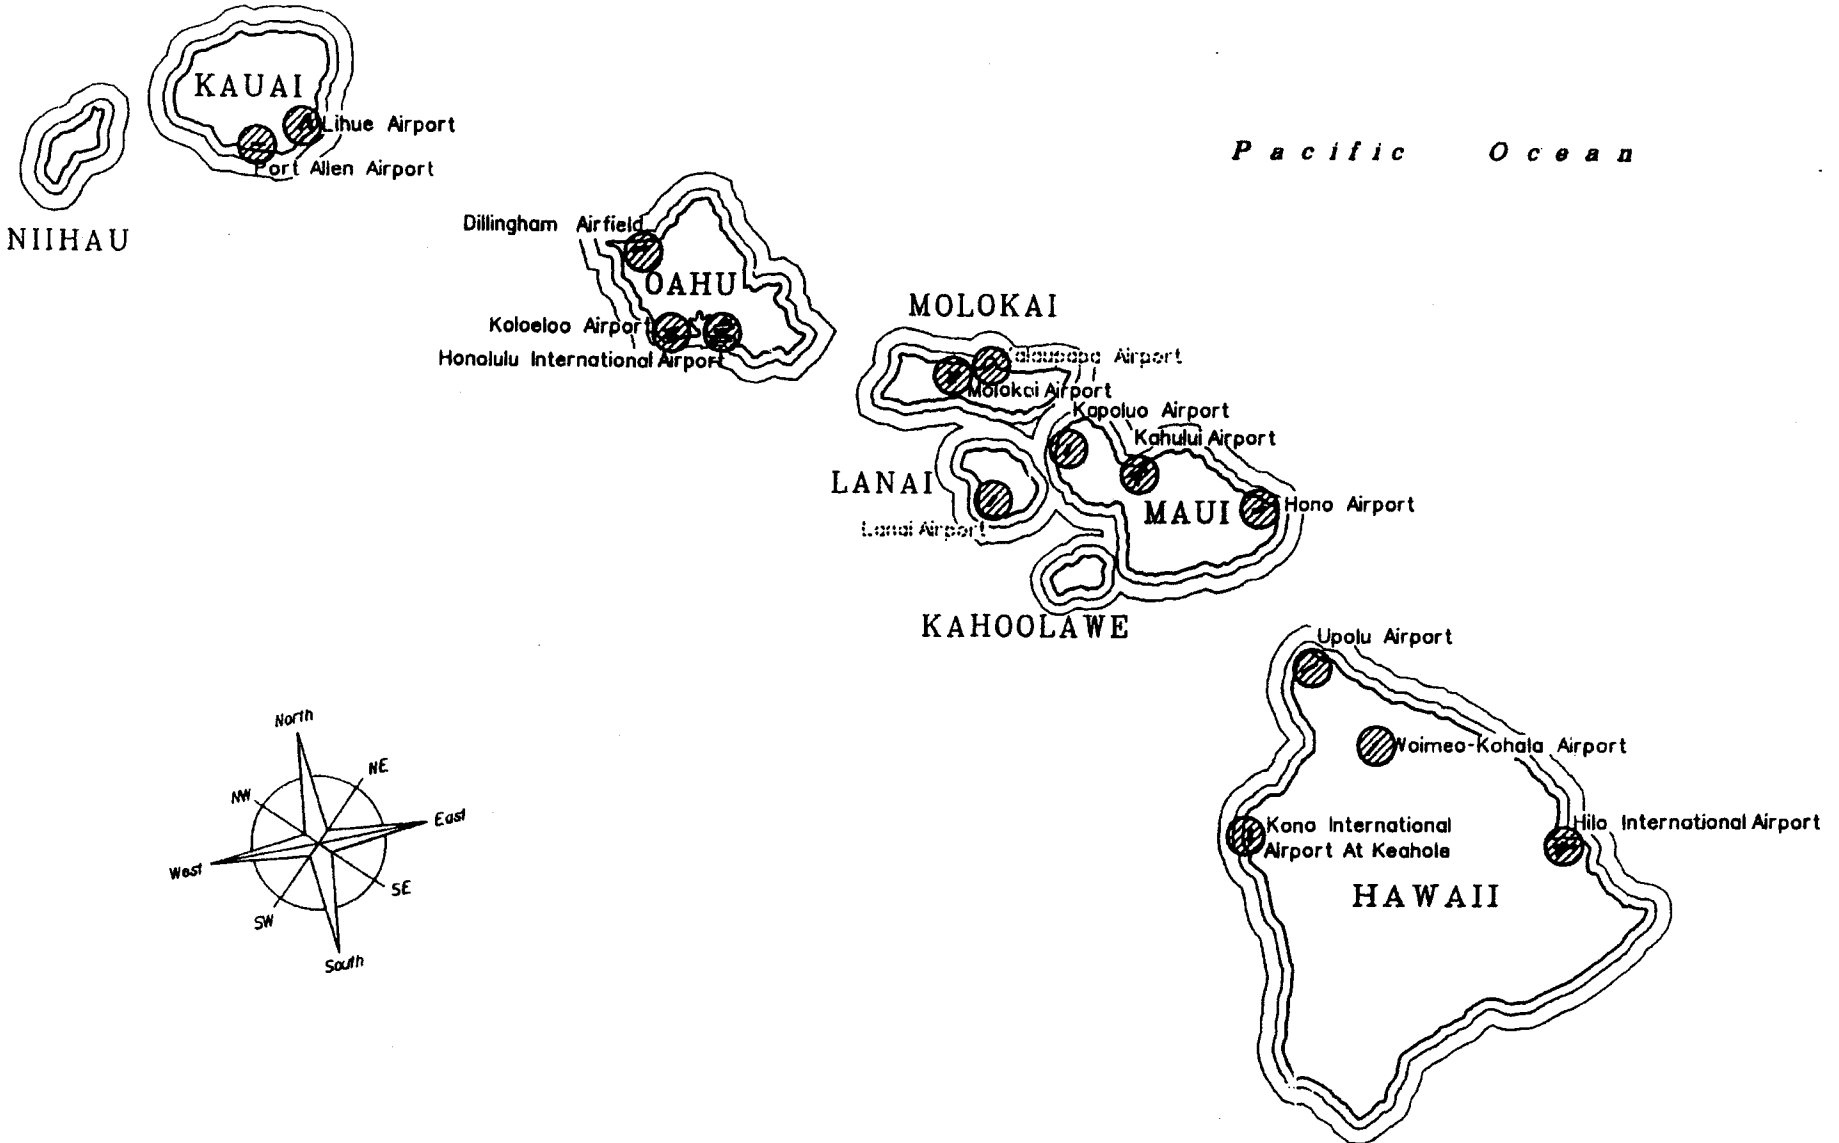 KAUAI
Lihue Airport
Port Allen Airport
NIIHAU
Pacific Ocean
Dillingham Airfield
OAHU
Koloeloo Airport
Honolulu International Airport
MOLOKAI
Airport
Molokai Airport
Kapoluo Airport
Kahului Airport
LANAI
Lanai Airport
MAUI
Hono Airport
KAHOOLAWE
Upolu Airport
Woimeo-Kohala Airport
Kono International
Airport At Keahole
Hilo International Airport
HAWAII
North
NE
NW
East
West
SE
SW
South